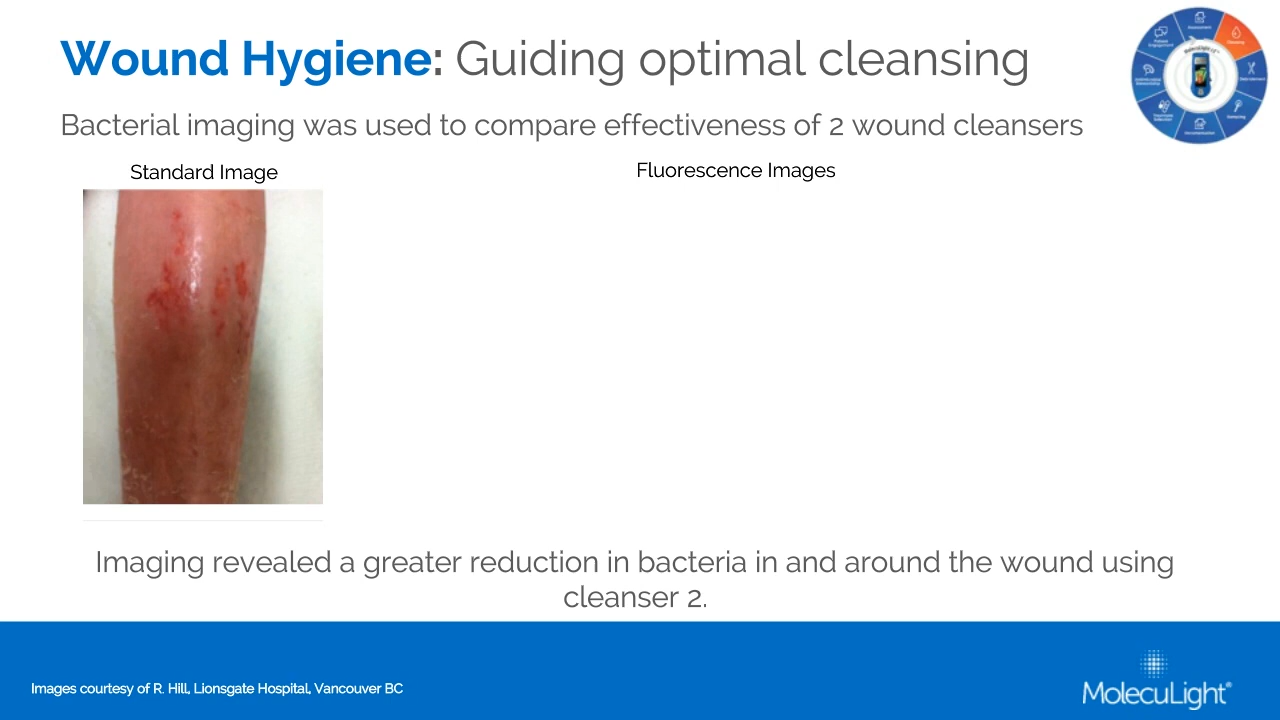 Wound Hygiene: Guiding optimal cleansing
Bacterial imaging was used to compare effectiveness of 2 wound cleansers
Standard Image
Fluorescence Images
Imaging revealed a greater reduction in bacteria in and around the wound using
cleanser 2.
Images courtesy of R. Hill, Lionsgate Hospital, Vancouver BC
MolecuLight®